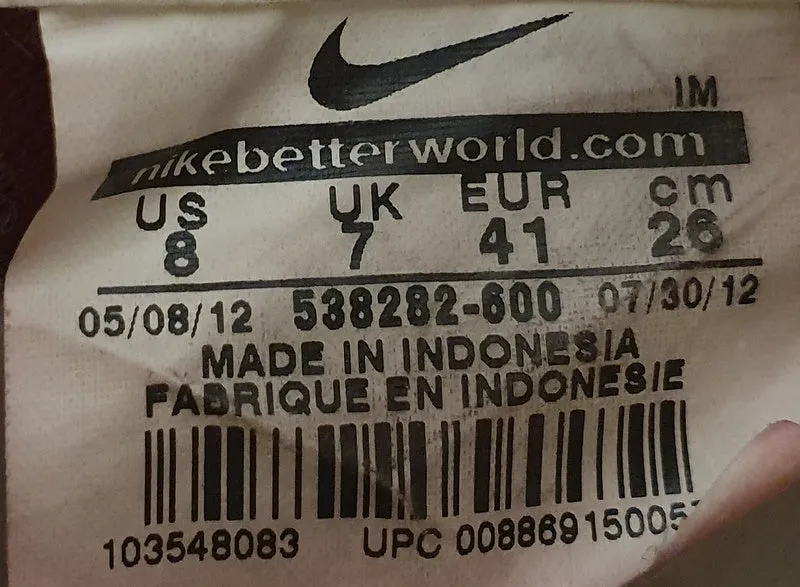 IM
nikebetterworld.com
US UK EUR cm
8 7 41 26
05/08/12 538282-600 07/30/12
MADE IN INDONESIA
FABRIQUE EN INDONESIE
103548083 UPC 00886915005